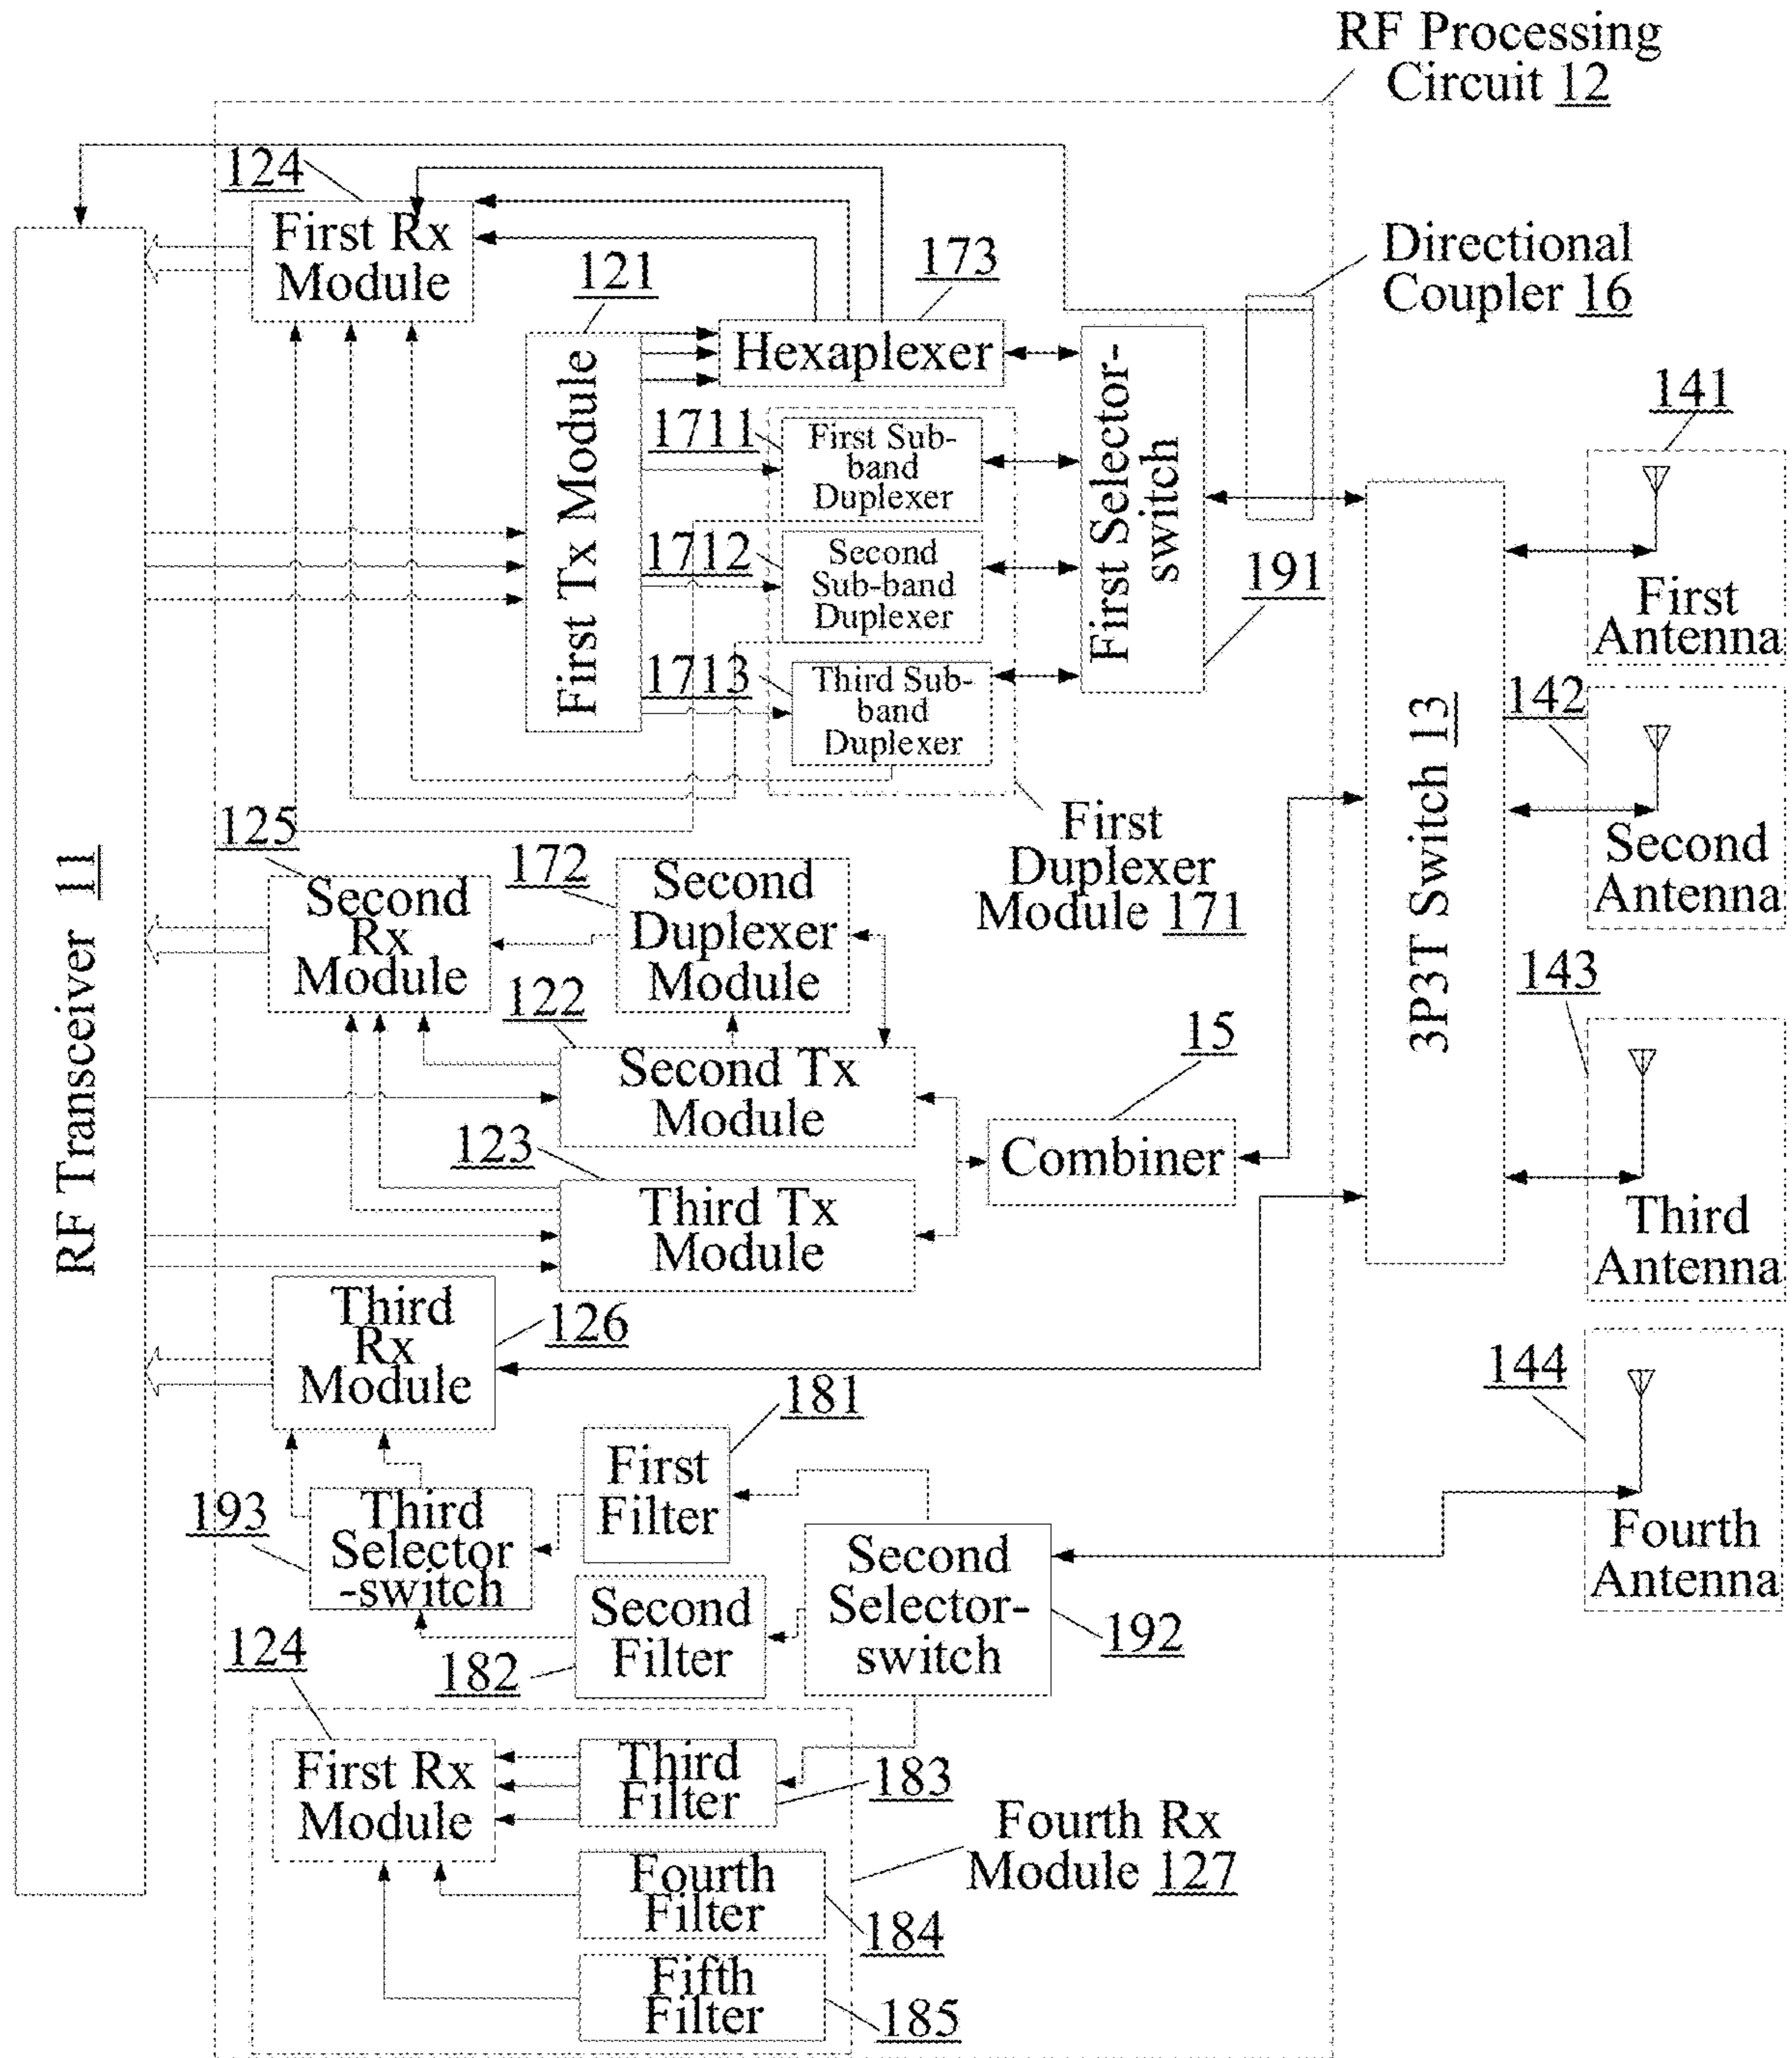 RF Processing
Circuit 12
124
First Rx
Module
121
173
Directional
Coupler 16
Hexaplexer
First Tx Module
1711
First Sub-
band
Duplexer
1712
Second
Sub-band
Duplexer
1713
Third Sub-
band
Duplexer
First Selector-
switch
191
141
First
Antenna
142
Second
Antenna
3P3T Switch 13
First
Duplexer
Module 171
RF Transceiver 11
125
Second
Rx
Module
172
Second
Duplexer
Module
122
Second Tx
Module
15
Combiner
143
Third
Antenna
123
Third Tx
Module
Third
Rx
Module
126
144
Fourth
Antenna
181
First
Filter
193
Third
Selector
-switch
Second
Selector-
switch
192
Second
Filter
182
124
First Rx
Module
Third
Filter
183
Fourth Rx
Module 127
Fourth
Filter
184
Fifth
Filter
185